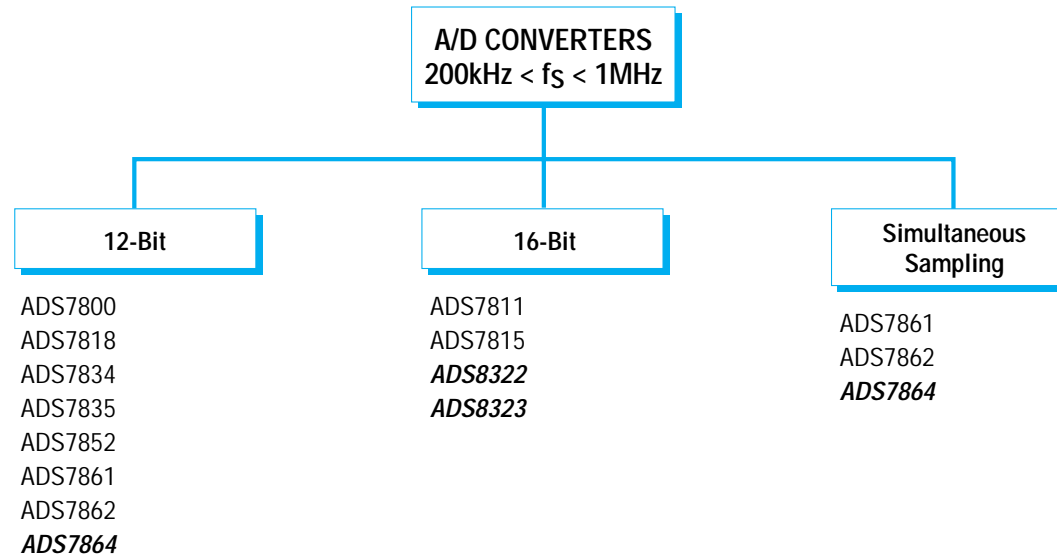 A/D CONVERTERS
200kHz < fS < 1MHz
12-Bit
ADS7800
ADS7818
ADS7834
ADS7835
ADS7852
ADS7861
ADS7862
ADS7864
16-Bit
ADS7811
ADS7815
ADS8322
ADS8323
Simultaneous
Sampling
ADS7861
ADS7862
ADS7864